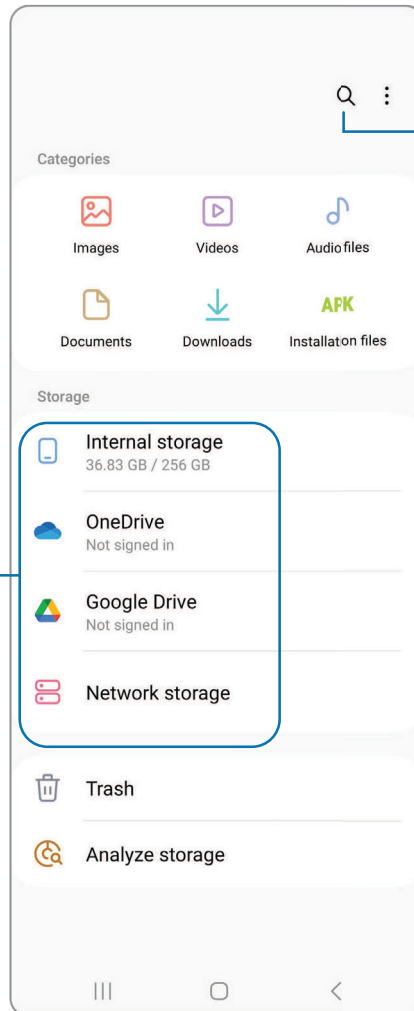 Categories
Images Videos Audio files
Documents Downloads Installaton files
APK
Storage
Internal storage
36.83 GB / 256 GB
OneDrive
Not signed in
Google Drive
Not signed in
Network storage
Trash
Analyze storage